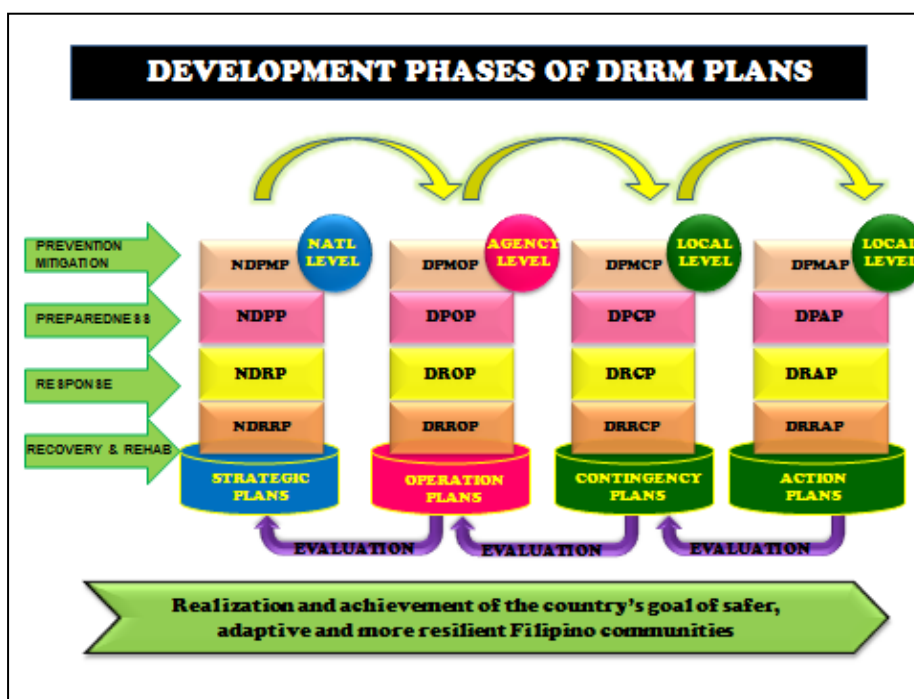 DEVELOPMENT PHASES OF DRRM PLANS
NATL
LEVEL
AGENCY
LEVEL
LOCAL
LEVEL
LOCAL
LEVEL
PREVENTION
MITIGATION
NDPMP
DPMOP
DPMCP
DPMAP
PREPAREDNESS
NDPP
DPOP
DPCP
DPAP
RESPONSE
NDRP
DROP
DRCP
DRAP
RECOVERY & REHAB
NDRRP
DRROP
DRRCP
DRRAP
STRATEGIC
PLANS
OPERATION
PLANS
CONTINGENCY
PLANS
ACTION
PLANS
EVALUATION
EVALUATION
EVALUATION
Realization and achievement of the country's goal of safer,
adaptive and more resilient Filipino communities